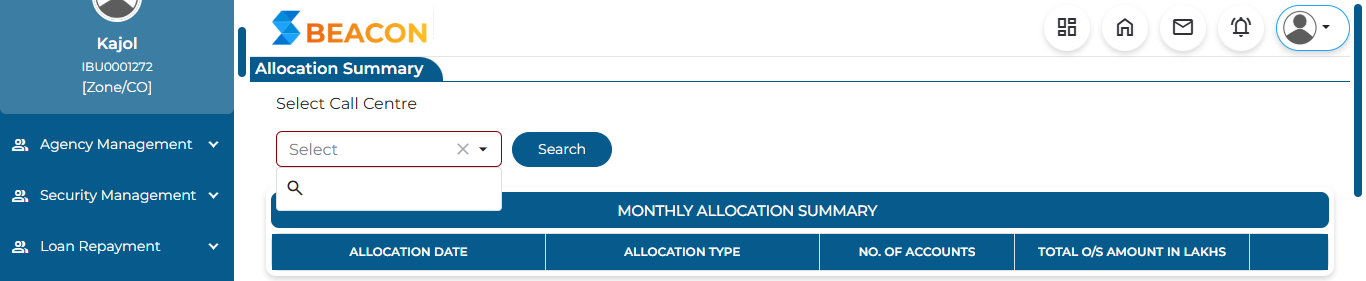 Kajol
IBU0001272
[Zone/CO]
Agency Management
Security Management
Loan Repayment
BEACON
Allocation Summary
Select Call Centre
Select
Search
MONTHLY ALLOCATION SUMMARY
ALLOCATION DATE ALLOCATION TYPE NO. OF ACCOUNTS TOTAL O/S AMOUNT IN LAKHS